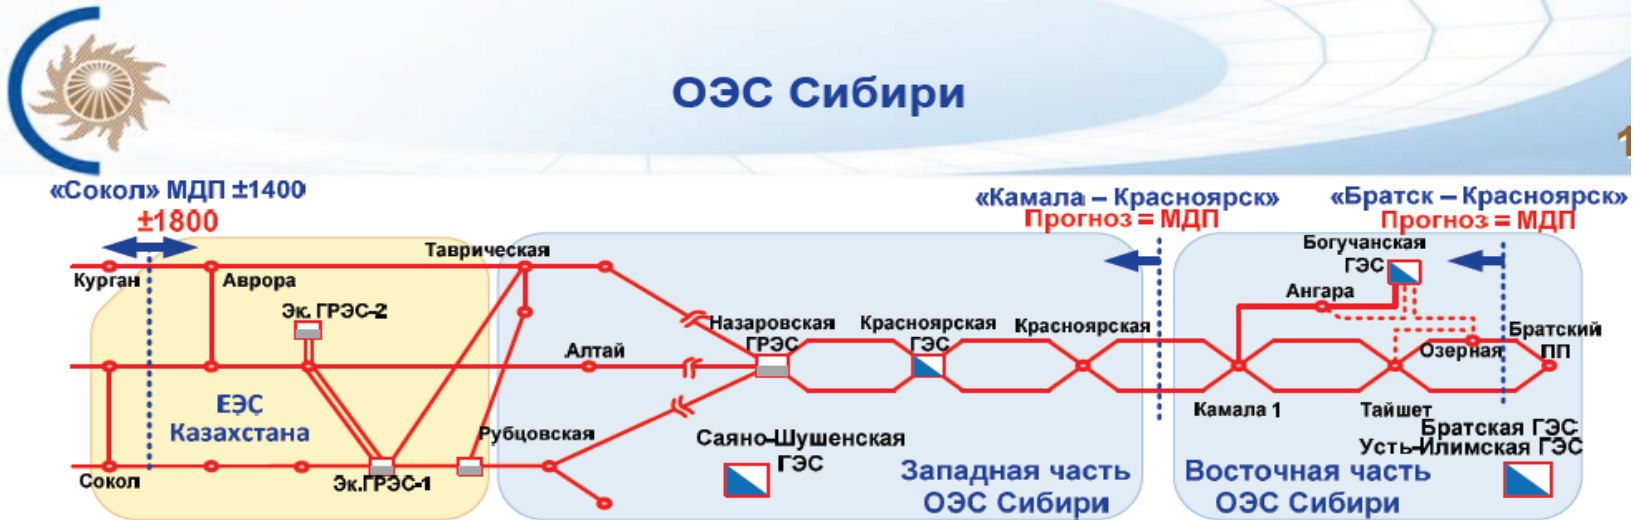 ОЭС Сибири
1
«Сокол» МДП ±1400
±1800
«Камала – Красноярск»
Прогноз = МДП
«Братск – Красноярск»
Прогноз = МДП
Курган
Аврора
Таврическая
Богучанская
ГЭС
Ангара
Эк. ГРЭС-2
Назаровская
ГРЭС
Красноярская
ГЭС
Красноярская
Братский
ПП
Озерная
Алтай
ЕЭС
Казахстана
Камала 1
Тайшет
Рубцовская
Саяно-Шушенская
ГЭС
Братская ГЭС
Усть-Илимская ГЭС
Сокол
Эк.ГРЭС-1
Западная часть
ОЭС Сибири
Восточная часть
ОЭС Сибири